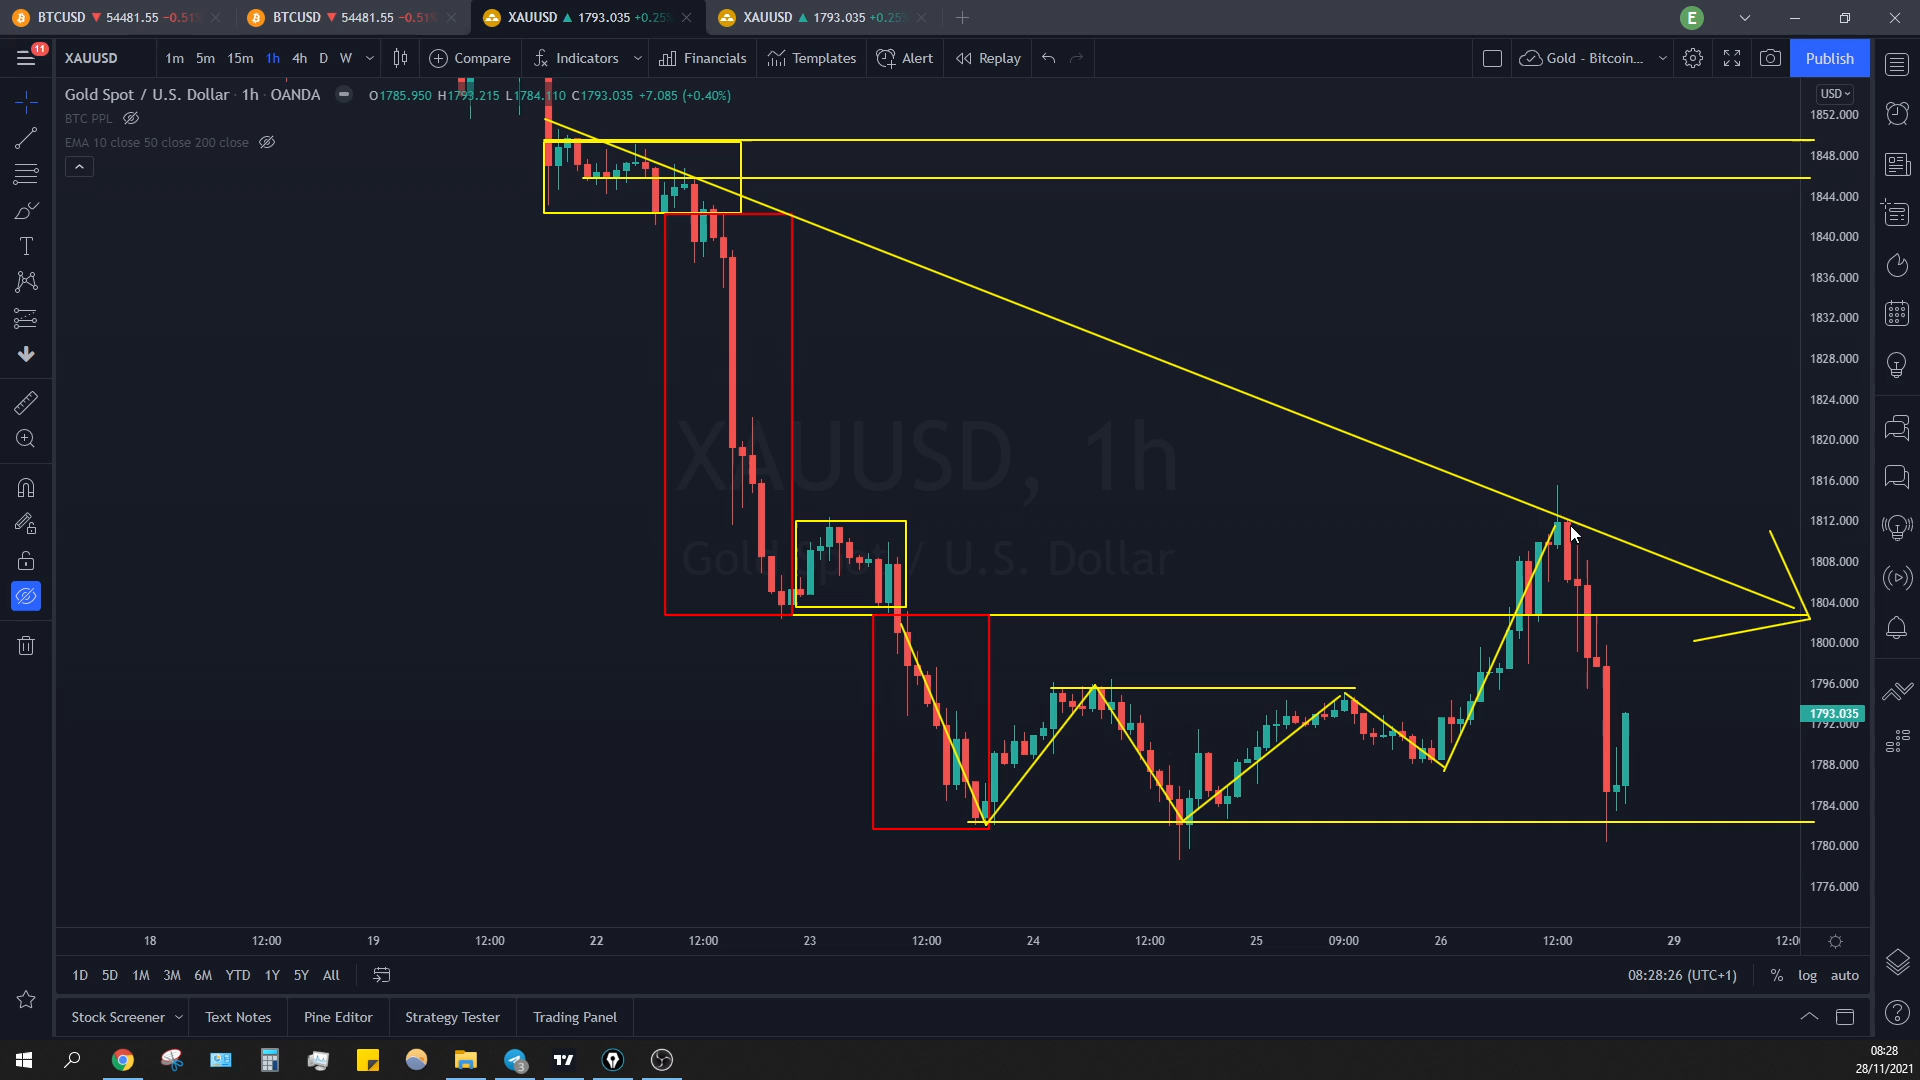 BTCUSD ▼ 54481.55 −0.51%
BTCUSD ▼ 54481.55 −0.51%
XAUUSD ▲ 1793.035 +0.25%
XAUUSD ▲ 1793.035 +0.25%
E
11
XAUUSD
1m 5m 15m 1h 4h D W
Compare
Indicators
Financials
Templates
Alert
Replay
Gold - Bitcoin...
Publish
Gold Spot / U.S. Dollar · 1h · OANDA
O1785.950 H1793.215 L1784.110 C1793.035 +7.085 (+0.40%)
BTC PPL
EMA 10 close 50 close 200 close
USD
1852.000
1848.000
1844.000
1840.000
1836.000
1832.000
1828.000
1824.000
1820.000
1816.000
1812.000
1808.000
1804.000
1800.000
1796.000
1793.035
1792.000
1788.000
1784.000
1780.000
1776.000
XAUUSD, 1h
Gold Spot / U.S. Dollar
18 12:00 19 12:00 22 12:00 23 12:00 24 12:00 25 09:00 26 12:00 29 12:00
1D 5D 1M 3M 6M YTD 1Y 5Y All
08:28:26 (UTC+1)
% log auto
Stock Screener
Text Notes
Pine Editor
Strategy Tester
Trading Panel
3
08:28
28/11/2021